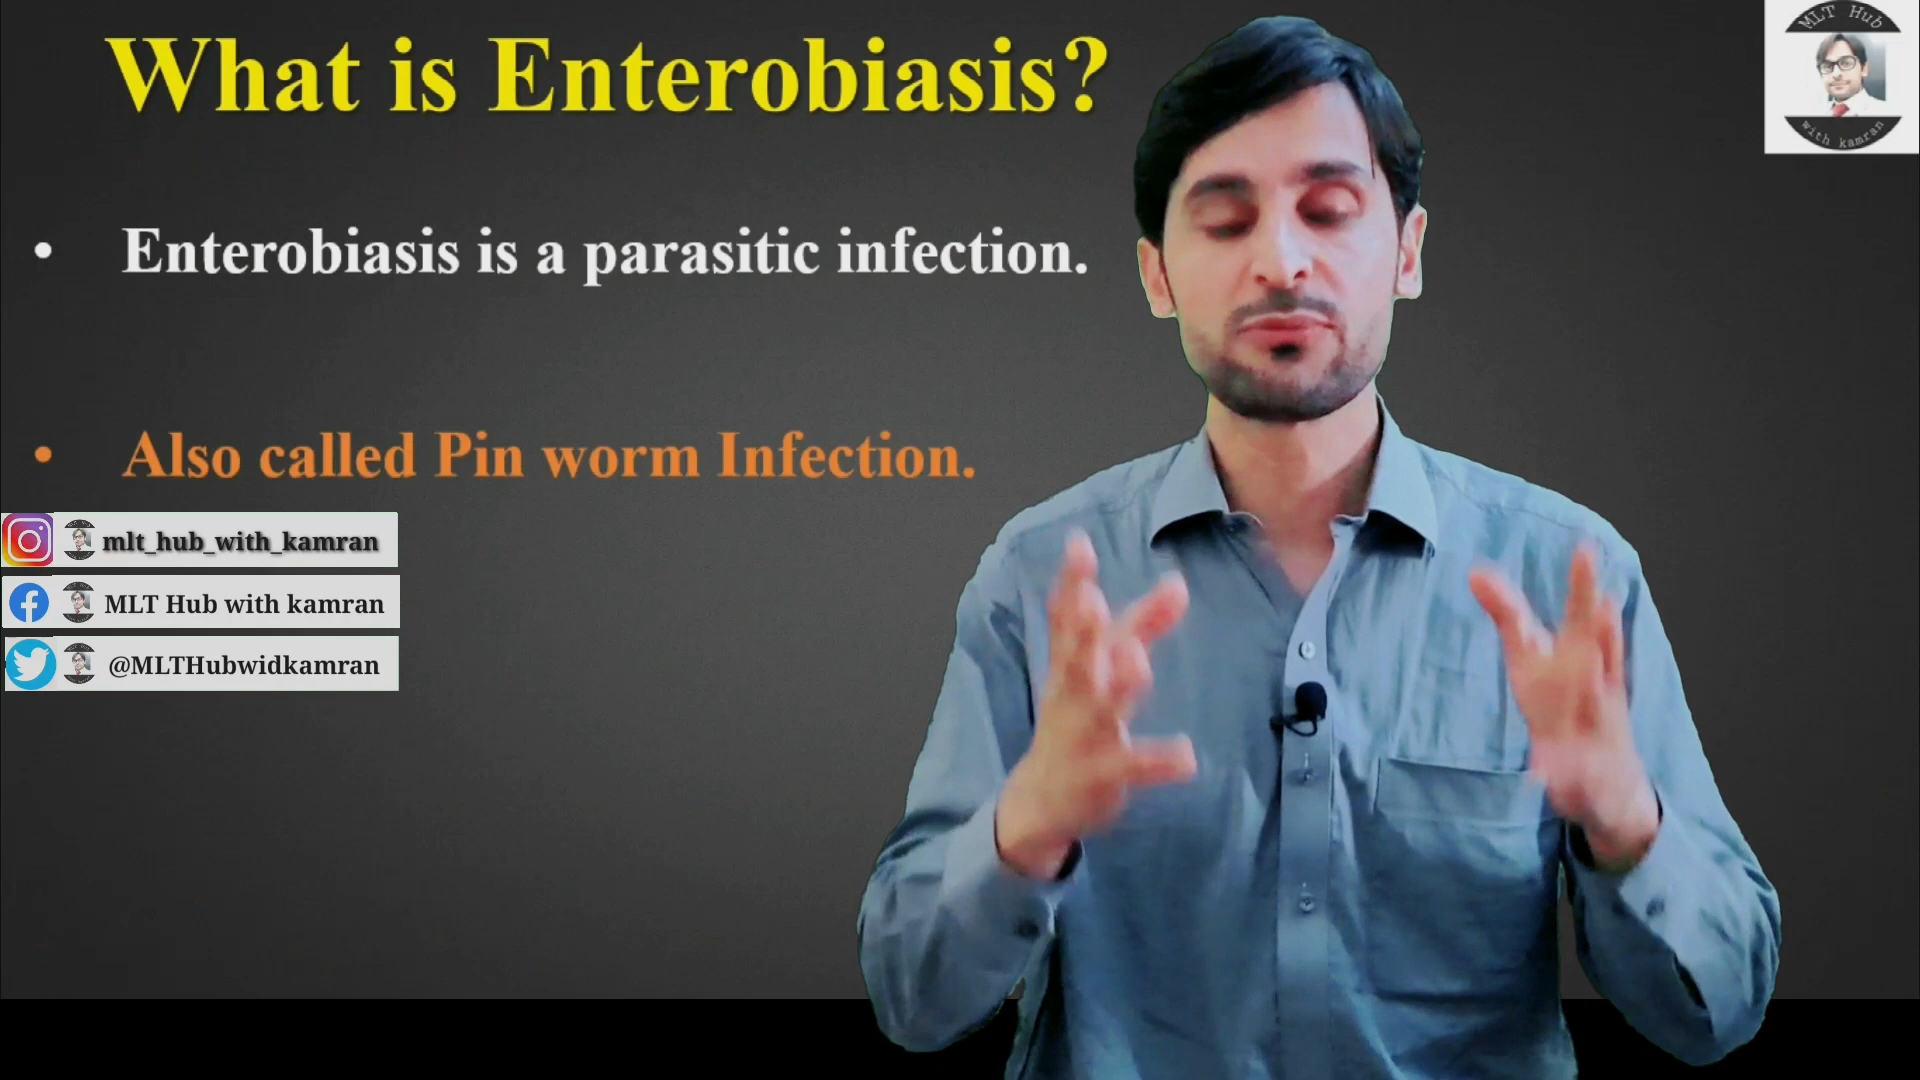 What is Enterobiasis?
• Enterobiasis is a parasitic infection.
• Also called Pin worm Infection.
mlt_hub_with_kamran
MLT Hub with kamran
@MLTHubwidkamran
MLT Hub
with kamran